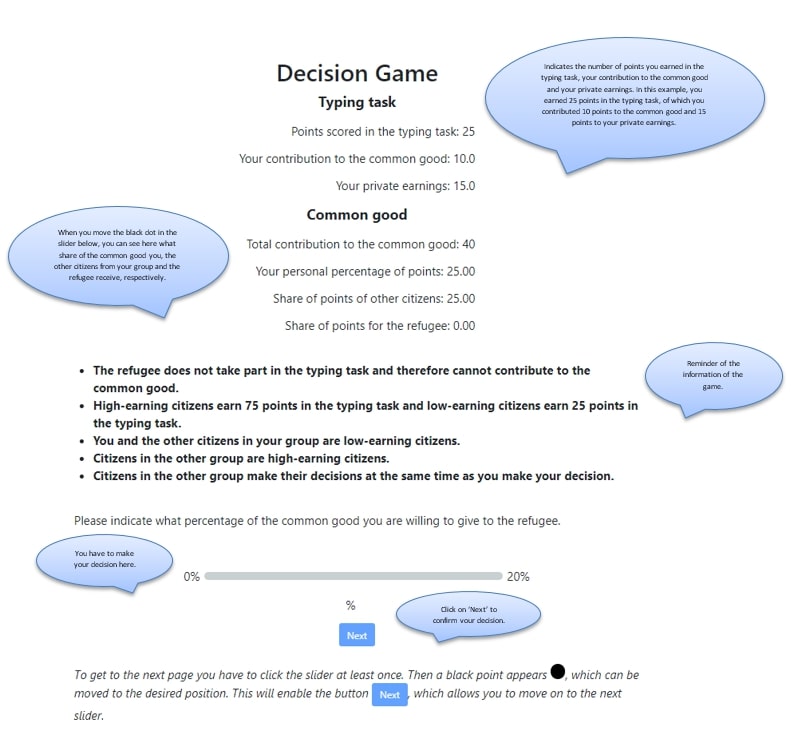 Decision Game
Typing task
Indicates the number of points you earned in the
typing task, your contribution to the common good
and your private earnings. In this example, you
earned 25 points in the typing task, of which you
contributed 10 points to the common good and 15
points to your private earnings.
Points scored in the typing task: 25
Your contribution to the common good: 10.0
Your private earnings: 15.0
Common good
When you move the black dot in the
slider below, you can see here what
share of the common good you, the
other citizens from your group and the
refugee receive, respectively.
Total contribution to the common good: 40
Your personal percentage of points: 25.00
Share of points of other citizens: 25.00
Share of points for the refugee: 0.00
Reminder of the
information of the
game.
• The refugee does not take part in the typing task and therefore cannot contribute to the
common good.
• High-earning citizens earn 75 points in the typing task and low-earning citizens earn 25 points in
the typing task.
• You and the other citizens in your group are low-earning citizens.
• Citizens in the other group are high-earning citizens.
• Citizens in the other group make their decisions at the same time as you make your decision.
Please indicate what percentage of the common good you are willing to give to the refugee.
You have to make
your decision here.
0% 20%
%
Click on 'Next' to
confirm your decision.
Next
To get to the next page you have to click the slider at least once. Then a black point appears , which can be
moved to the desired position. This will enable the button Next , which allows you to move on to the next
slider.